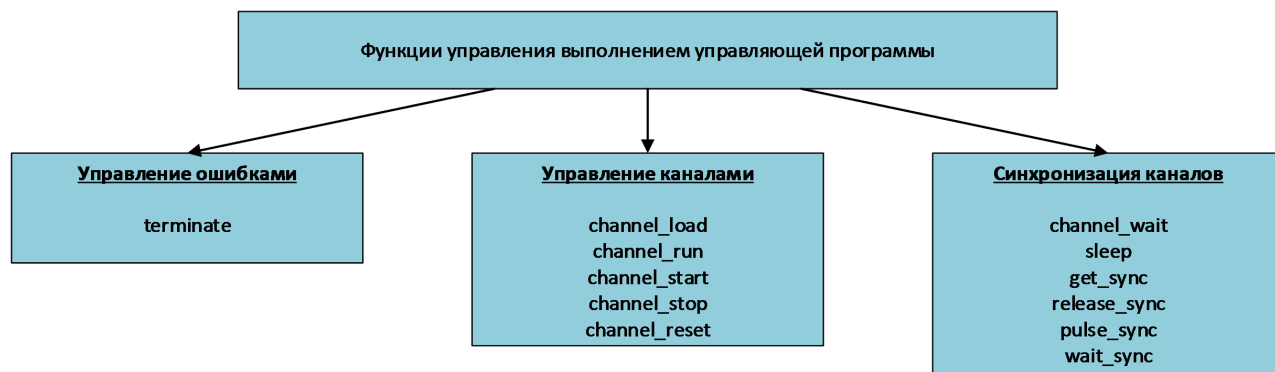 Функции управления выполнением управляющей программы
Управление ошибками
terminate
Управление каналами
channel_load
channel_run
channel_start
channel_stop
channel_reset
Синхронизация каналов
channel_wait
sleep
get_sync
release_sync
pulse_sync
wait_sync